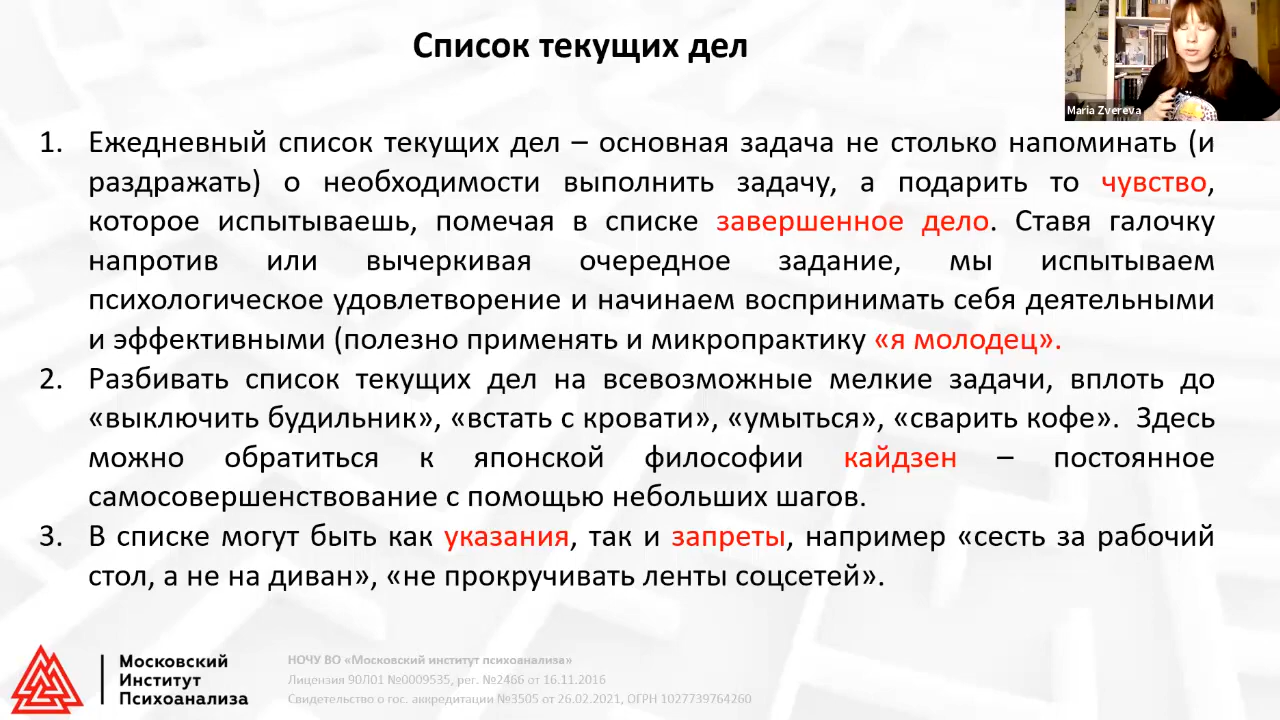 Список текущих дел
Maria Zvereva
1. Ежедневный список текущих дел – основная задача не столько напоминать (и
раздражать) о необходимости выполнить задачу, а подарить то чувство,
которое испытываешь, помечая в списке завершенное дело. Ставя галочку
напротив или вычеркивая очередное задание, мы испытываем
психологическое удовлетворение и начинаем воспринимать себя деятельными
и эффективными (полезно применять и микропрактику «я молодец».
2. Разбивать список текущих дел на всевозможные мелкие задачи, вплоть до
«выключить будильник», «встать с кровати», «умыться», «сварить кофе». Здесь
можно обратиться к японской философии кайдзен – постоянное
самосовершенствование с помощью небольших шагов.
3. В списке могут быть как указания, так и запреты, например «сесть за рабочий
стол, а не на диван», «не прокручивать ленты соцсетей».
Московский
Институт
Психоанализа
НОЧУ ВО «Московский институт психоанализа»
Лицензия 90Л01 №0009535, рег. №2466 от 16.11.2016
Свидетельство о гос. аккредитации №3505 от 26.02.2021, ОГРН 1027739764260